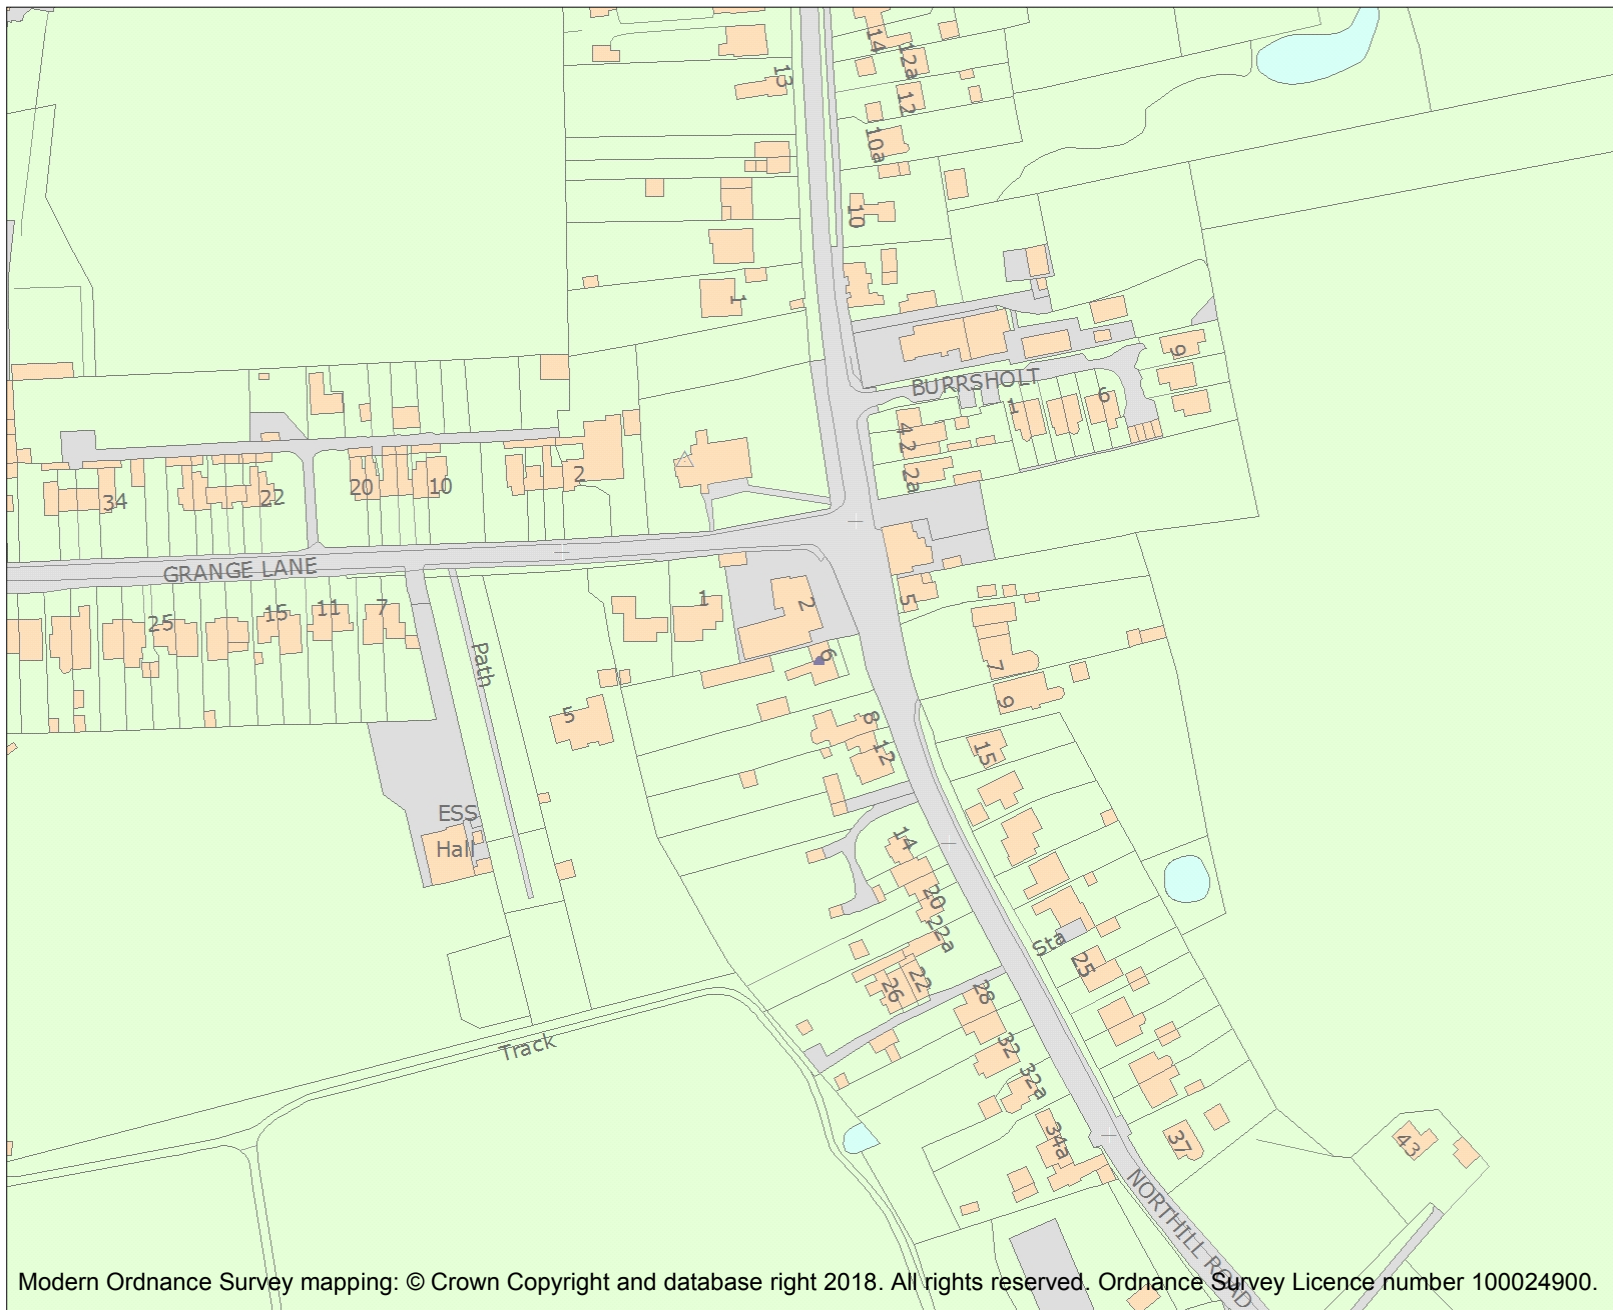 14
12a
13
12
10a
10
1
BURRSHOLT
9
6
1
4
2
2a
34
22
20
10
2
GRANGE LANE
25
15
11
7
1
2
5
Path
6
7
9
5
8
12
15
ESS
Hall
14
20
22a
Sta
25
26
22
28
Track
32
32a
34a
37
43
NORTHILL ROAD
Modern Ordnance Survey mapping: © Crown Copyright and database right 2018. All rights reserved. Ordnance Survey Licence number 100024900.